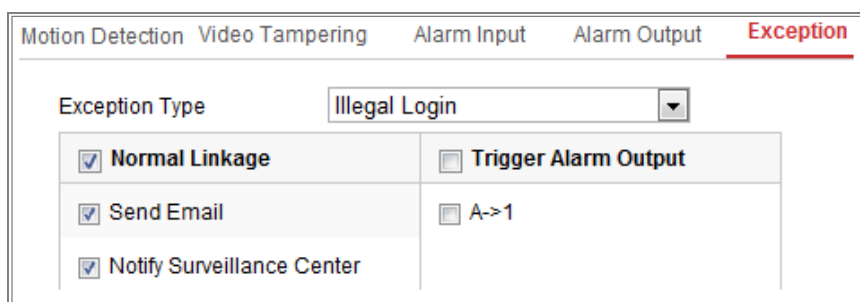 Motion Detection Video Tampering Alarm Input Alarm Output Exception
Exception Type Illegal Login
Normal Linkage Trigger Alarm Output
Send Email A->1
Notify Surveillance Center